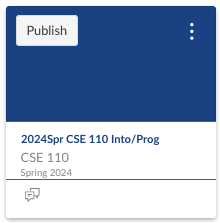 Publish
2024Spr CSE 110 Into/Prog
CSE 110
Spring 2024